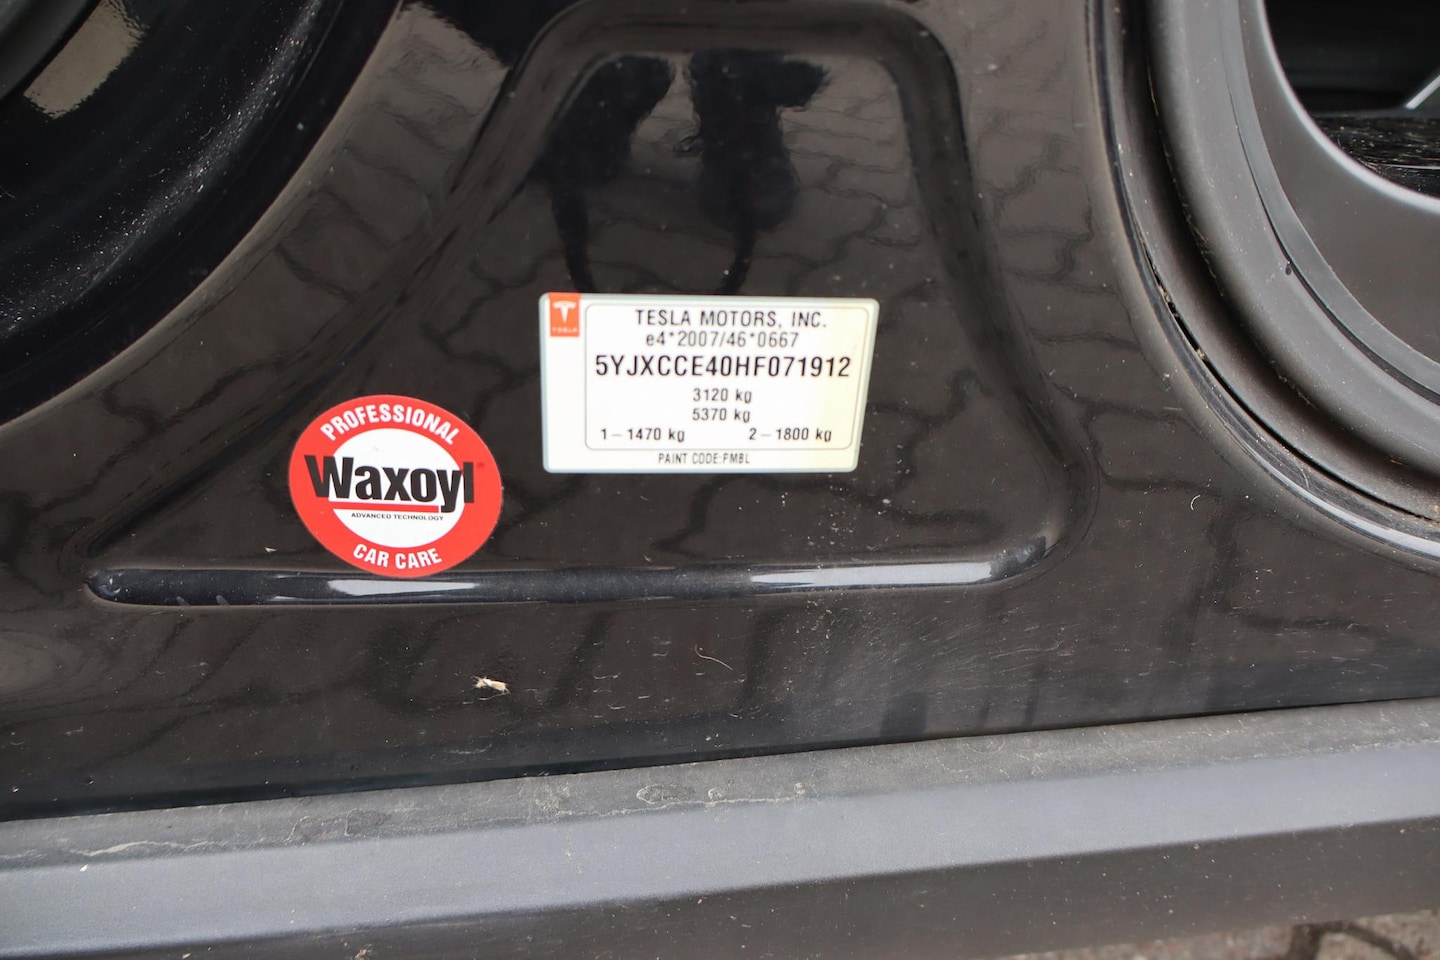 TESLA
TESLA MOTORS, INC.
e4*2007/46*0667
5YJXCCE40HF071912
3120 kg
5370 kg
1–1470 kg 2–1800 kg
PAINT CODE:PMBL
PROFESSIONAL
Waxoyl
ADVANCED TECHNOLOGY
CAR CARE